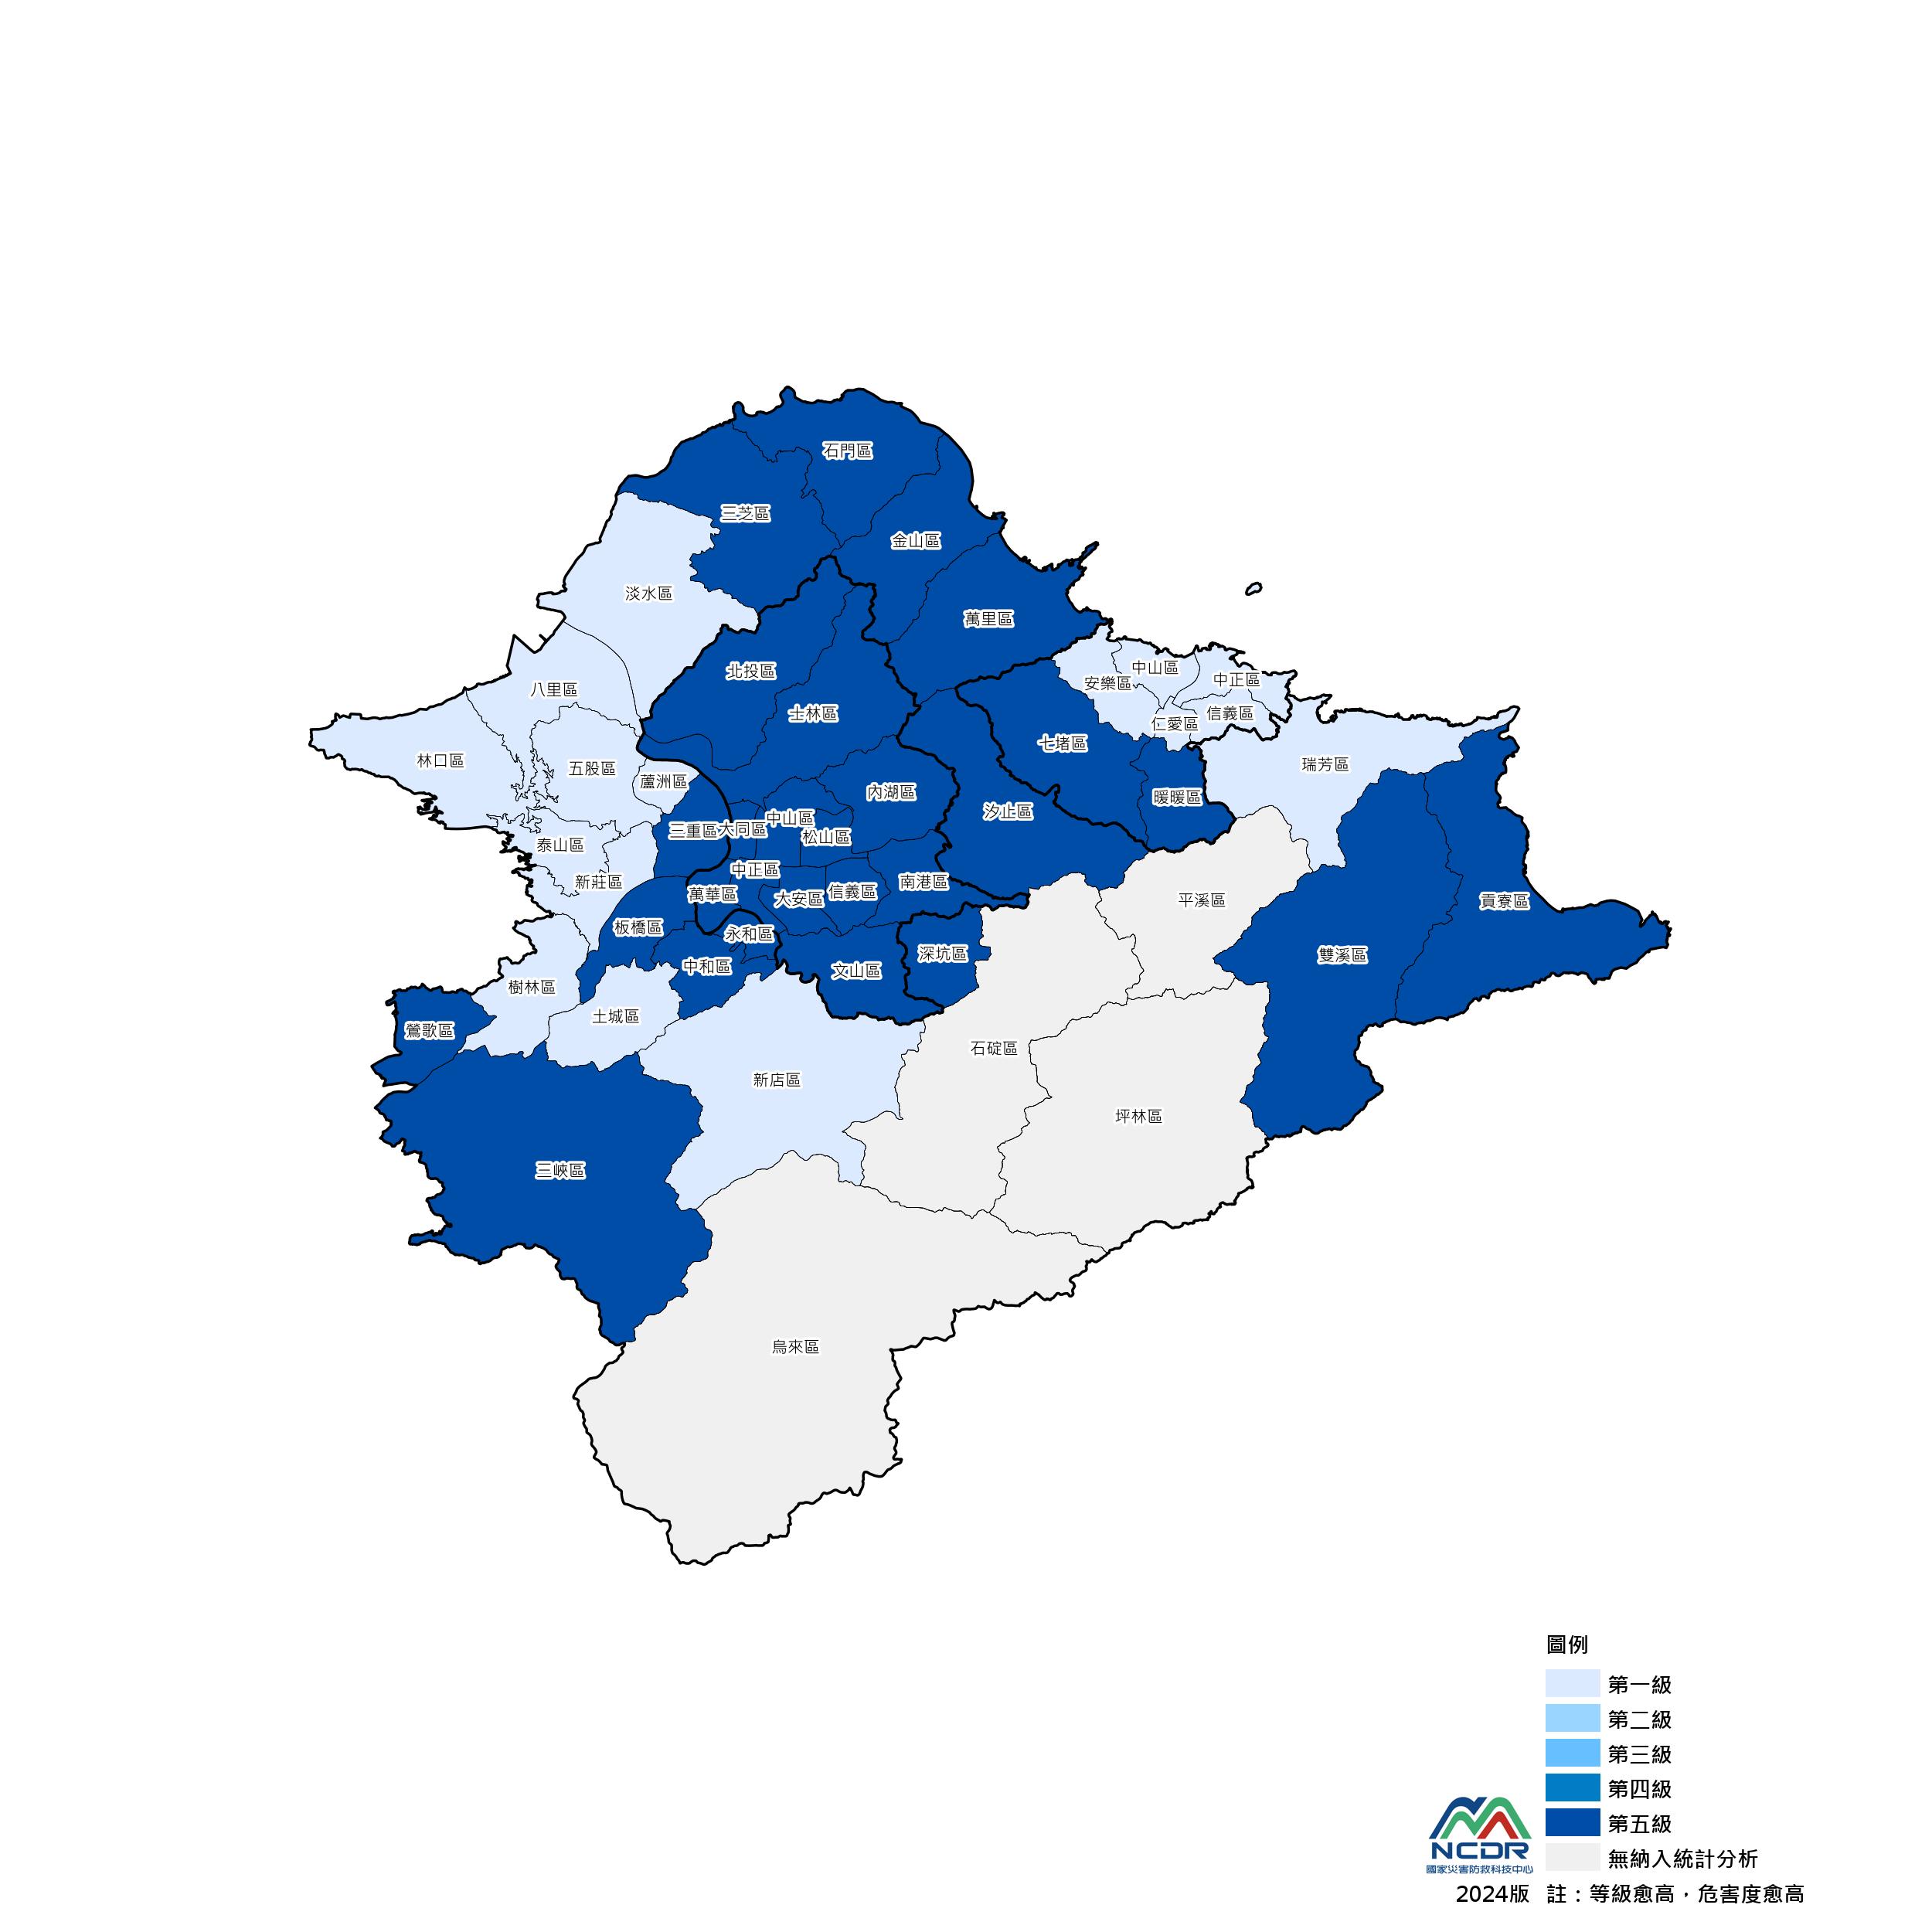 石門區
三芝區
金山區
淡水區
萬里區
中山區
北投區
中正區
安樂區
八里區
士林區
信義區
仁愛區
七堵區
林口區
五股區
瑞芳區
蘆洲區
內湖區
暖暖區
汐止區
中山區
三重區
大同區
松山區
泰山區
中正區
新莊區
南港區
萬華區
信義區
大安區
平溪區
貢寮區
板橋區
永和區
深坑區
雙溪區
中和區
文山區
樹林區
土城區
鶯歌區
石碇區
新店區
坪林區
三峽區
烏來區
圖例
第一級
第二級
第三級
第四級
第五級
無納入統計分析
NCDR
國家災害防救科技中心
2024版 註：等級愈高，危害度愈高